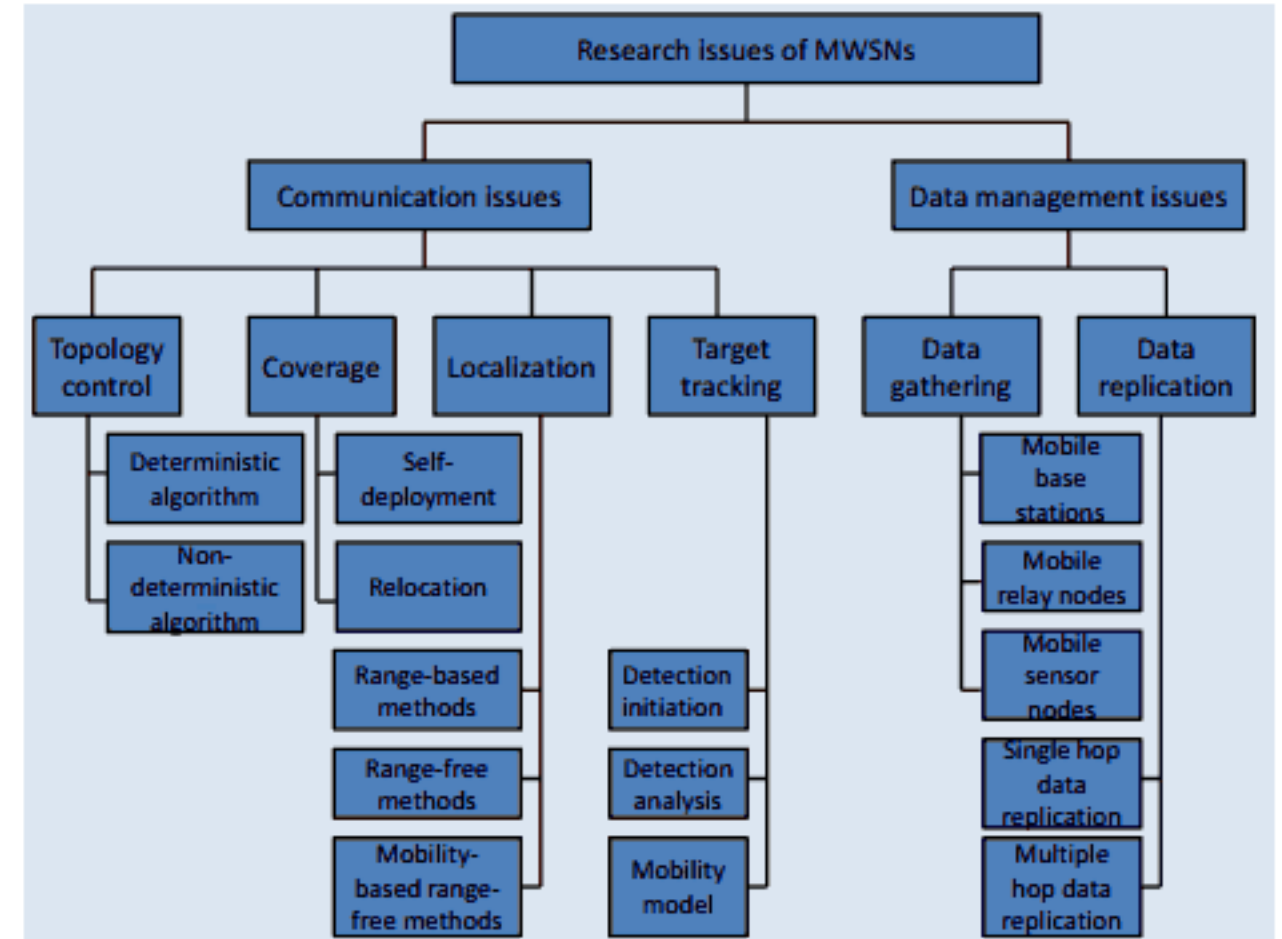 Research issues of MWSNs
Communication issues
Data management issues
Topology
control
Coverage
Localization
Target
tracking
Data
gathering
Data
replication
Deterministic
algorithm
Non-
deterministic
algorithm
Self-
deployment
Relocation
Range-based
methods
Range-free
methods
Mobility-
based range-
free methods
Detection
initiation
Detection
analysis
Mobility
model
Mobile
base
stations
Mobile
relay nodes
Mobile
sensor
nodes
Single hop
data
replication
Multiple
hop data
replication